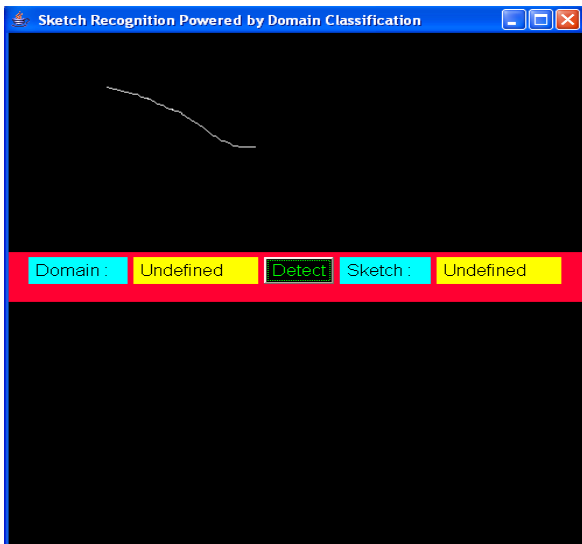 Sketch Recognition Powered by Domain Classification
Domain : Undefined Detect Sketch : Undefined